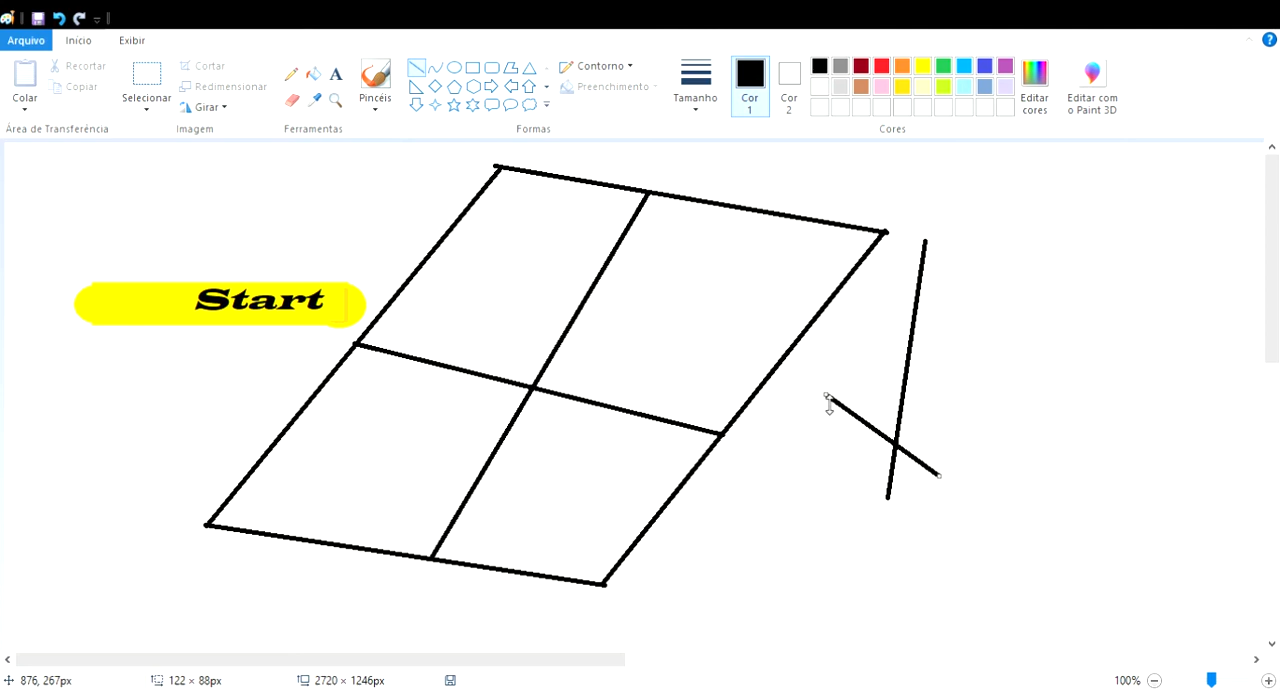 Arquivo Início Exibir
Colar
Recortar
Copiar
Área de Transferência
Selecionar
Cortar
Redimensionar
Girar
Imagem
A
Ferramentas
Pincéis
Formas
Contorno
Preenchimento
Tamanho
Cor
1
Cor
2
Cores
Editar
cores
Editar com
o Paint 3D
?
Start
876, 267px 122 × 88px 2720 × 1246px 100%